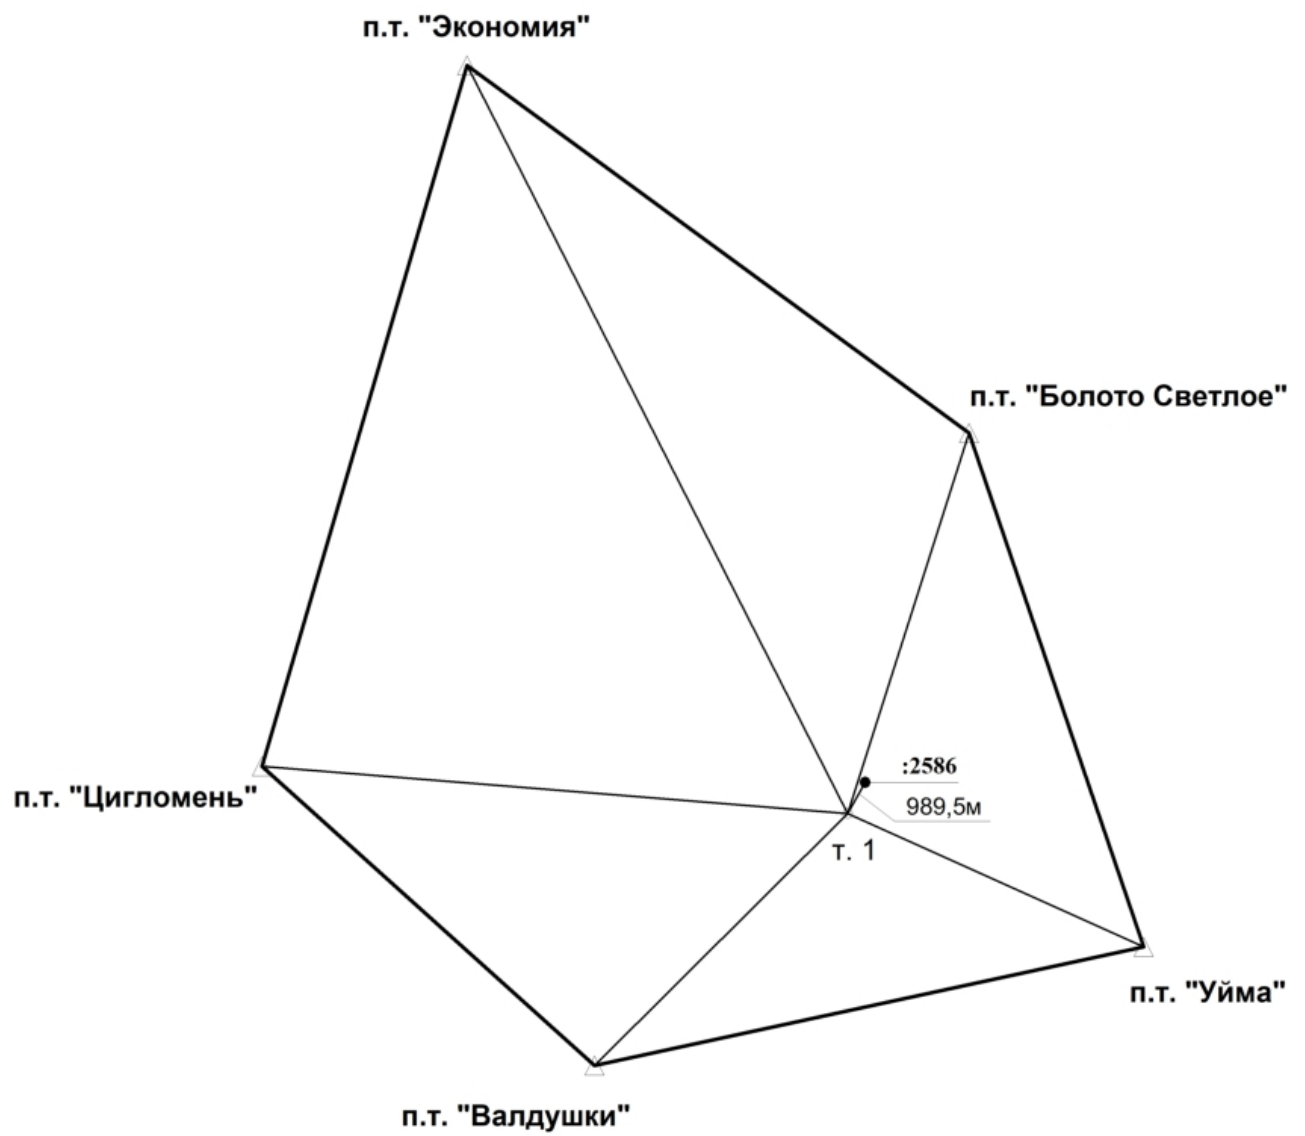 п.т. "Экономия"
п.т. "Болото Светлое"
:2586
989,5м
п.т. "Цигломень"
т. 1
п.т. "Уйма"
п.т. "Валдушки"